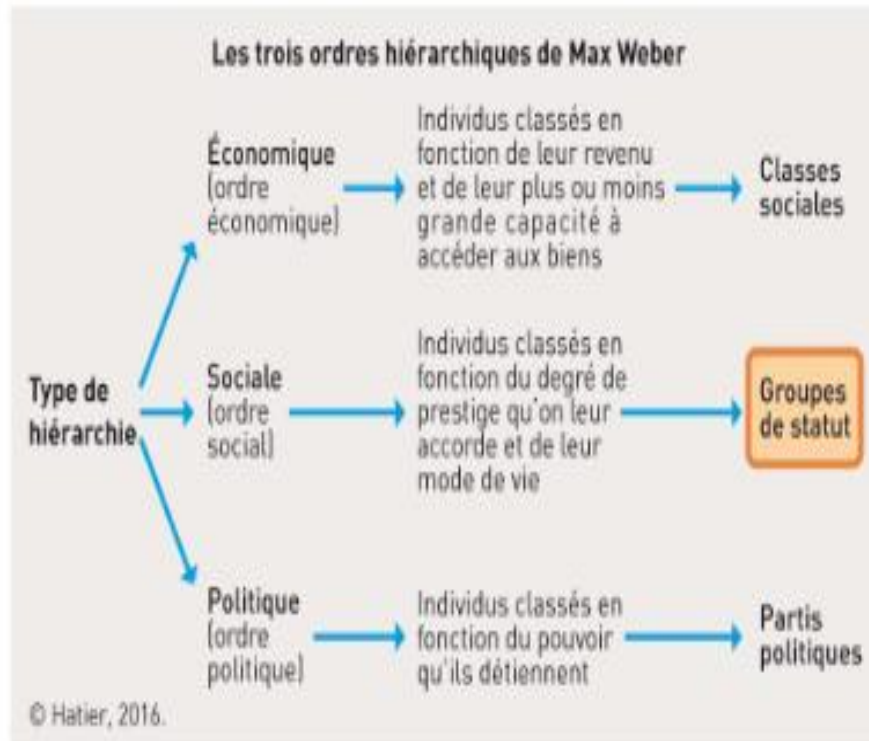 Les trois ordres hiérarchiques de Max Weber
Économique
(ordre
économique)
Individus classés en
fonction de leur revenu
et de leur plus ou moins
grande capacité à
accéder aux biens
Classes
sociales
Type de
hiérarchie
Sociale
(ordre
social)
Individus classés en
fonction du degré de
prestige qu'on leur
accorde et de leur
mode de vie
Groupes
de statut
Politique
(ordre
politique)
Individus classés en
fonction du pouvoir
qu'ils détiennent
Partis
politiques
© Hatier, 2016.